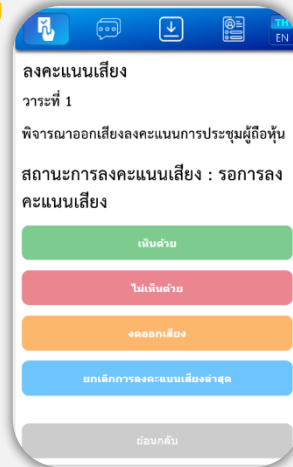 TH
EN
ลงคะแนนเสียง
วาระที่ 1
พิจารณาออกเสียงลงคะแนนการประชุมผู้ถือหุ้น
สถานะการลงคะแนนเสียง : รอการลง
คะแนนเสียง
เห็นด้วย
ไม่เห็นด้วย
งดออกเสียง
ยกเลิกการลงคะแนนเสียงล่าสุด
ย้อนกลับ